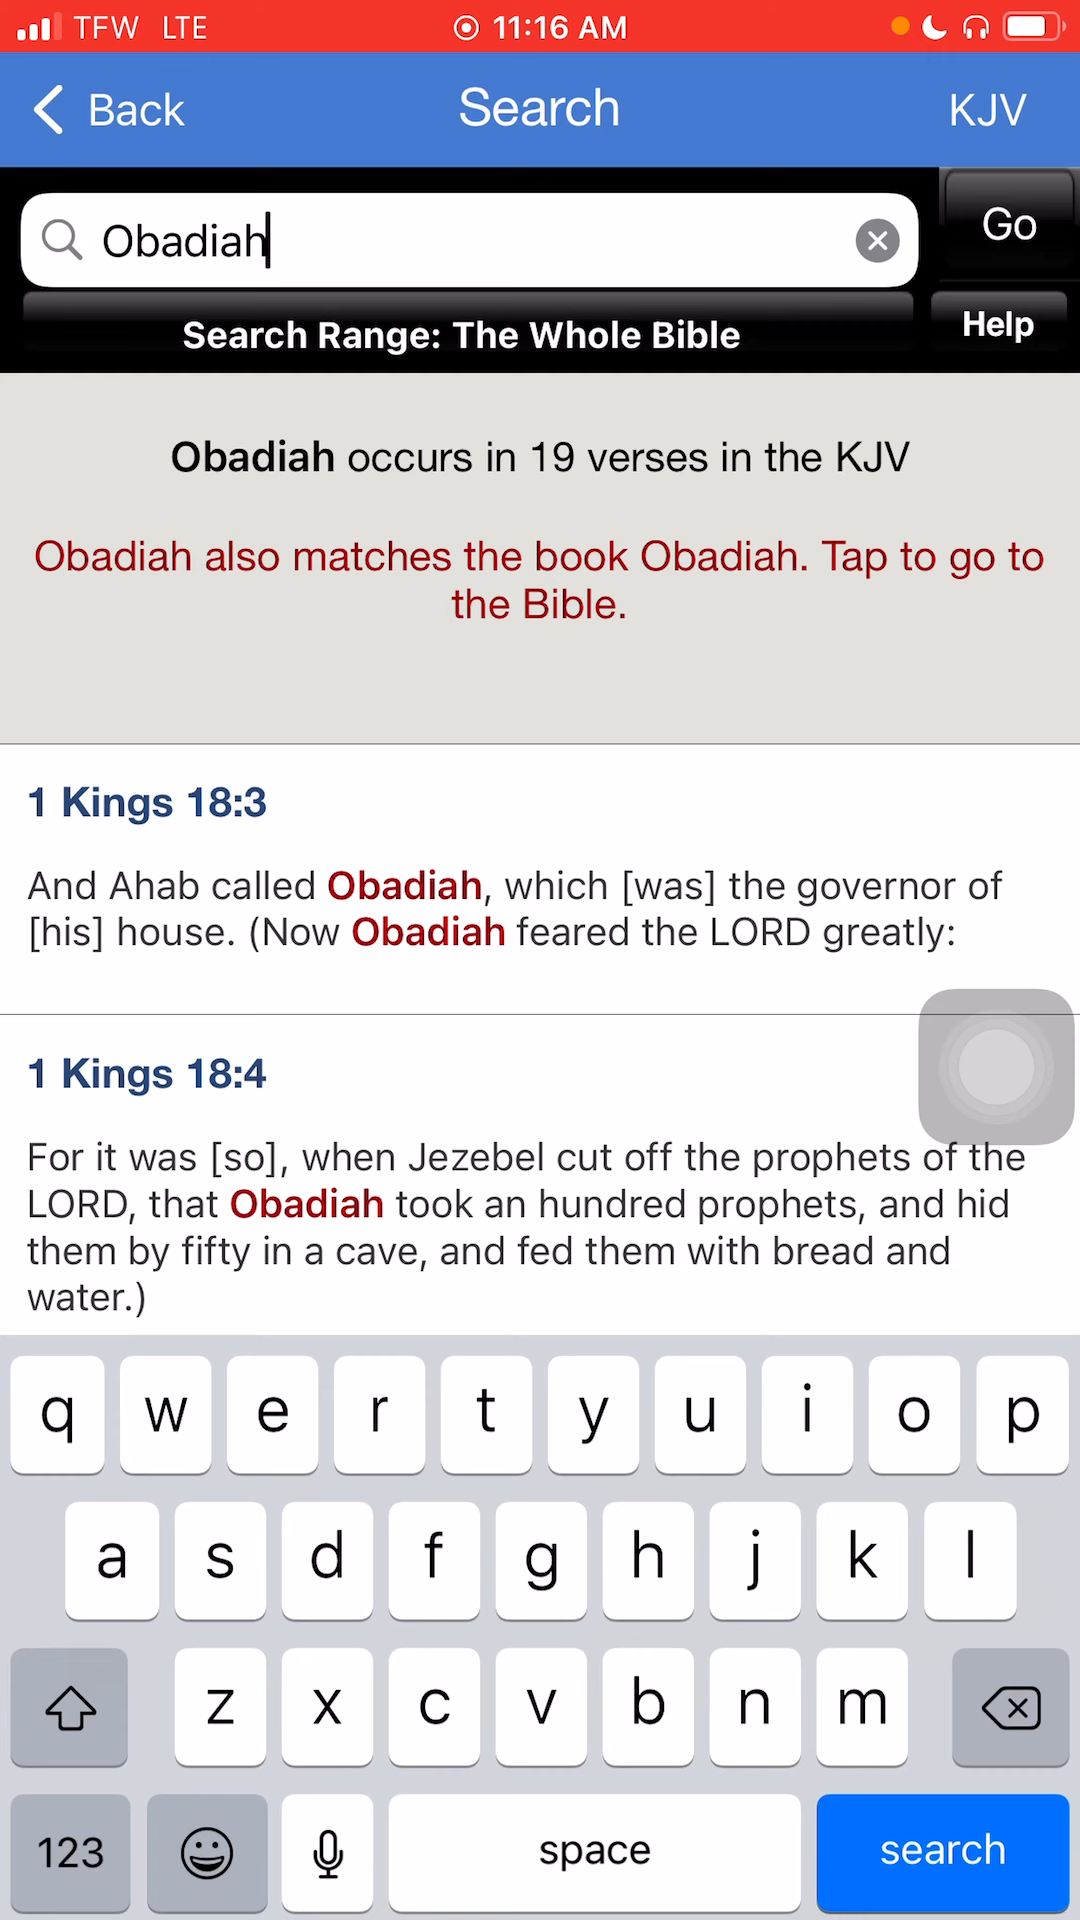 TFW LTE 11:16 AM
Back Search KJV
Obadiah Go
Search Range: The Whole Bible Help
Obadiah occurs in 19 verses in the KJV
Obadiah also matches the book Obadiah. Tap to go to
the Bible.
1 Kings 18:3
And Ahab called Obadiah, which [was] the governor of
[his] house. (Now Obadiah feared the LORD greatly:
1 Kings 18:4
For it was [so], when Jezebel cut off the prophets of the
LORD, that Obadiah took an hundred prophets, and hid
them by fifty in a cave, and fed them with bread and
water.)
q w e r t y u i o p
a s d f g h j k l
z x c v b n m
123 space search